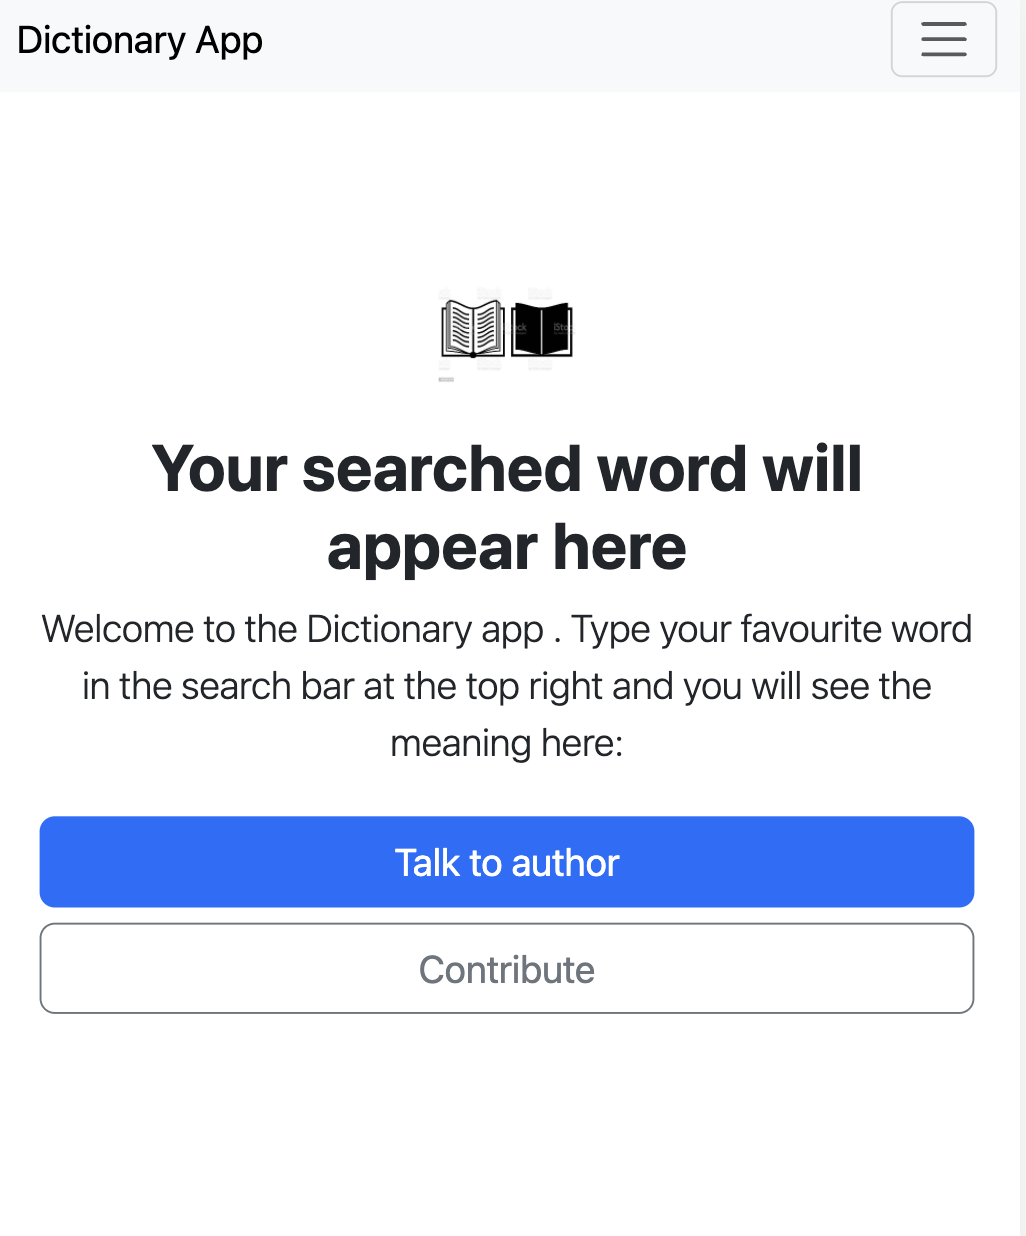 Dictionary App
Your searched word will
appear here
Welcome to the Dictionary app . Type your favourite word
in the search bar at the top right and you will see the
meaning here:
Talk to author
Contribute